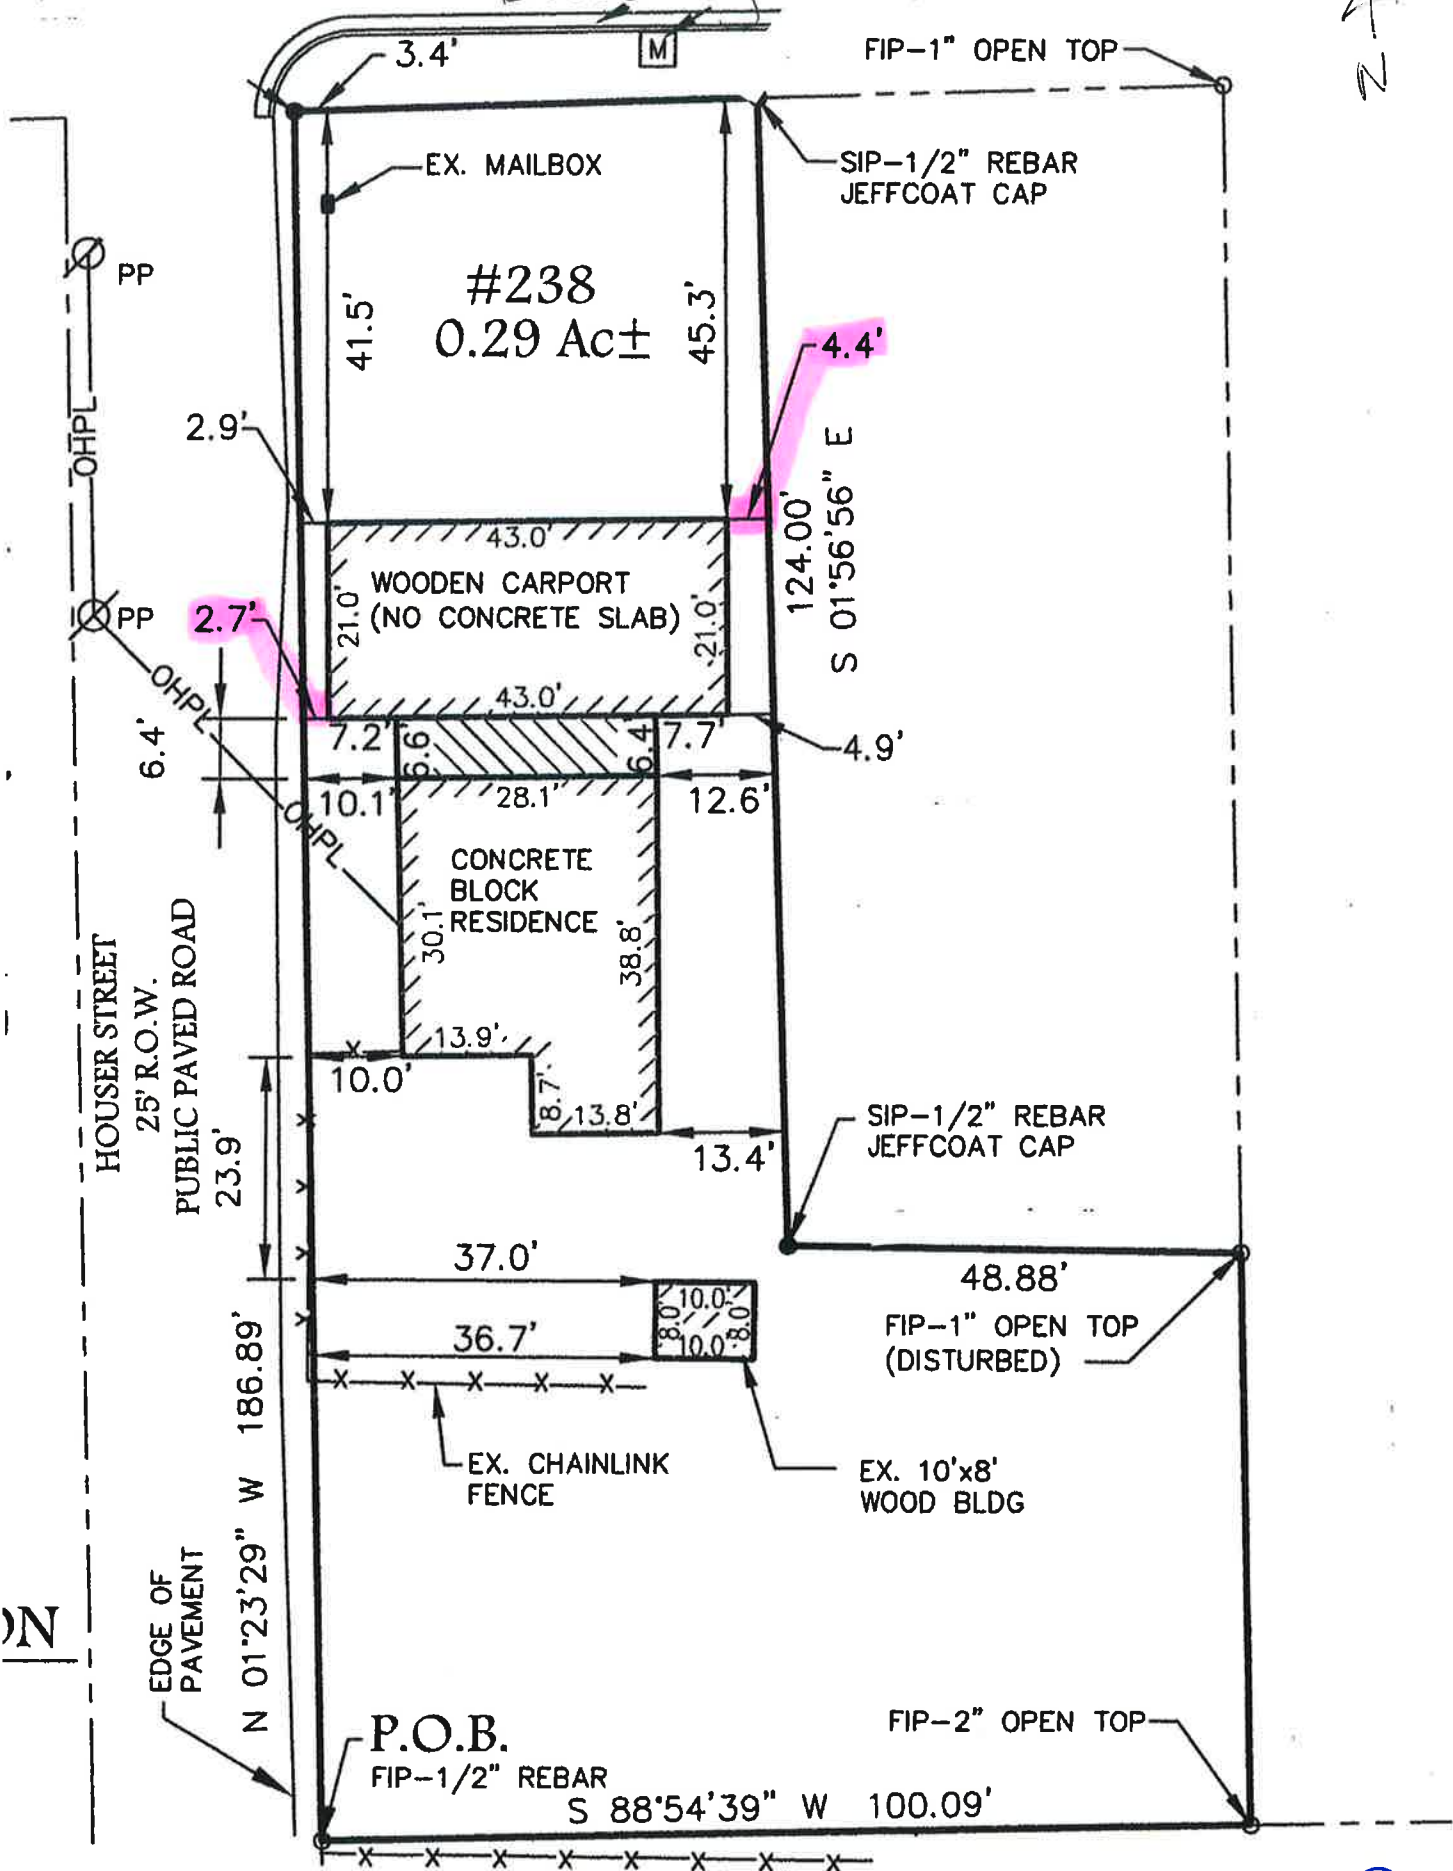 3.4'
M
FIP-1" OPEN TOP
EX. MAILBOX
SIP-1/2" REBAR
JEFFCOAT CAP
PP
#238
0.29 Ac±
41.5'
45.3'
4.4'
OHPL
2.9'
S 01°56'56" E
124.00'
43.0'
WOODEN CARPORT
(NO CONCRETE SLAB)
21.0'
21.0'
PP
2.7'
OHPL
43.0'
6.4'
7.2'
6.6
6.4
7.7'
4.9'
10.1'
28.1'
12.6'
OHPL
CONCRETE
BLOCK
RESIDENCE
30.1'
38.8'
HOUSER STREET
25' R.O.W.
PUBLIC PAVED ROAD
13.9'
10.0'
8.7'
13.8'
13.4'
SIP-1/2" REBAR
JEFFCOAT CAP
23.9'
37.0'
48.88'
10.0'
8.0
8.0
10.0'
36.7'
FIP-1" OPEN TOP
(DISTURBED)
X X X X X
EX. CHAINLINK
FENCE
EX. 10'x8'
WOOD BLDG
N 01°23'29" W 186.89'
EDGE OF
PAVEMENT
ON
P.O.B.
FIP-1/2" REBAR
FIP-2" OPEN TOP
S 88°54'39" W 100.09'
X X X X X X X X